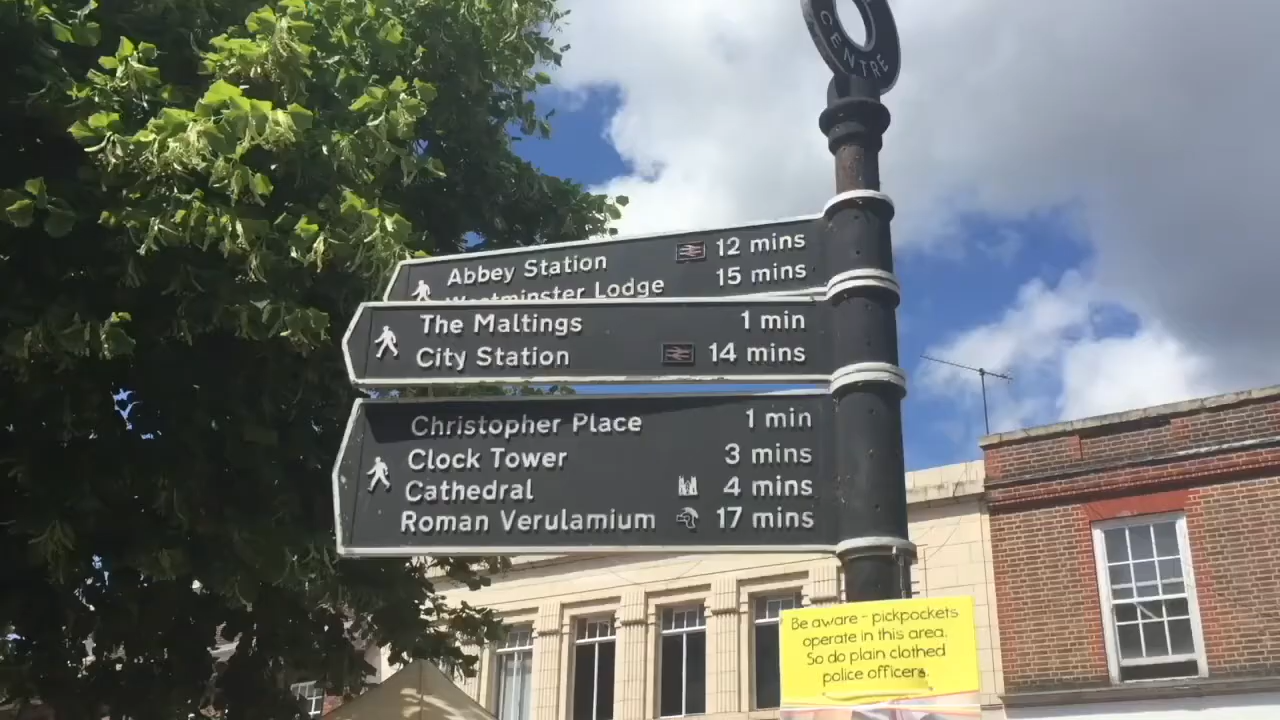 CENTRE
Abbey Station 12 mins
Westminster Lodge 15 mins
The Maltings 1 min
City Station 14 mins
Christopher Place 1 min
Clock Tower 3 mins
Cathedral 4 mins
Roman Verulamium 17 mins
Be aware - pickpockets
operate in this area.
So do plain clothed
police officers.